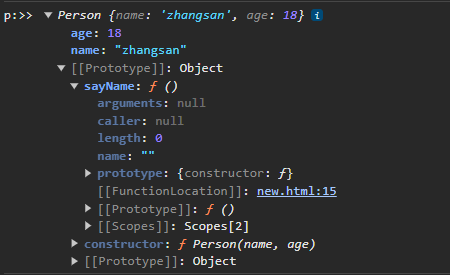 p:>> ▼ Person {name: 'zhangsan', age: 18} i
age: 18
name: "zhangsan"
▼ [[Prototype]]: Object
▼ sayName: ƒ ()
arguments: null
caller: null
length: 0
name: ""
▶ prototype: {constructor: ƒ}
[[FunctionLocation]]: new.html:15
▶ [[Prototype]]: ƒ ()
▶ [[Scopes]]: Scopes[2]
▶ constructor: ƒ Person(name, age)
▶ [[Prototype]]: Object